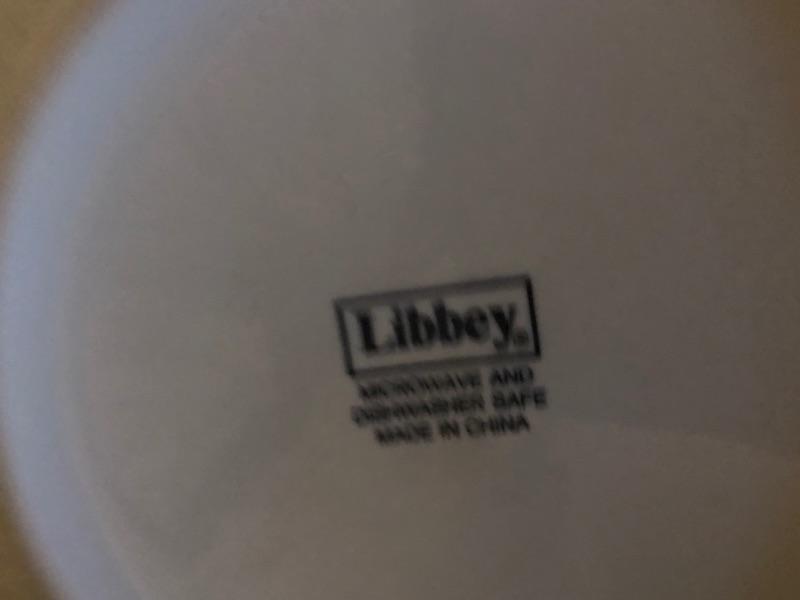 Libbey
MICROWAVE AND
DISHWASHER SAFE
MADE IN CHINA